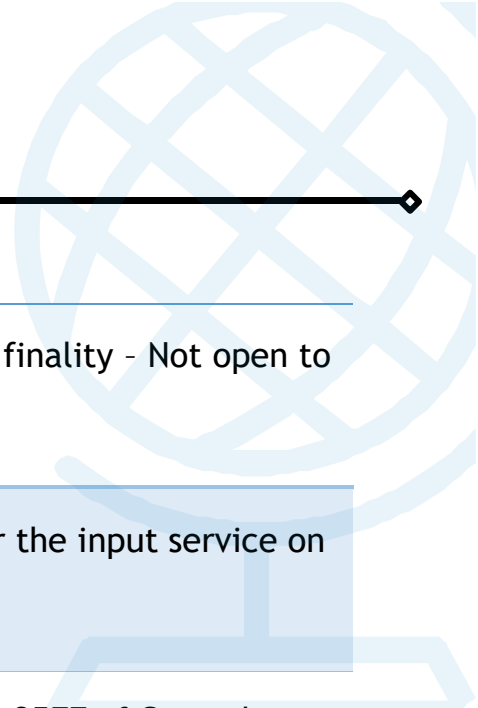 finality – Not open to
the input service on